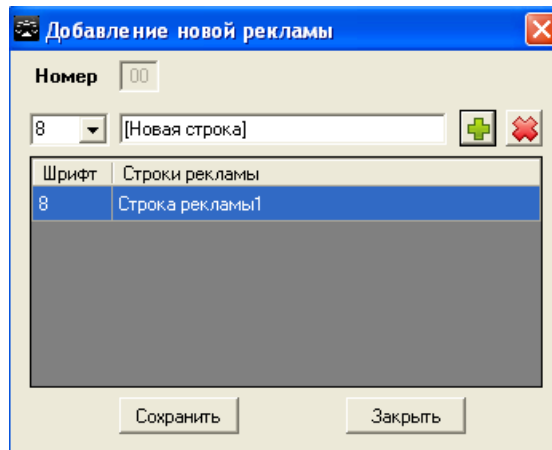 Добавление новой рекламы
Номер 00
8 [Новая строка]
Шрифт Строки рекламы
8 Строка рекламы1
Сохранить Закрыть